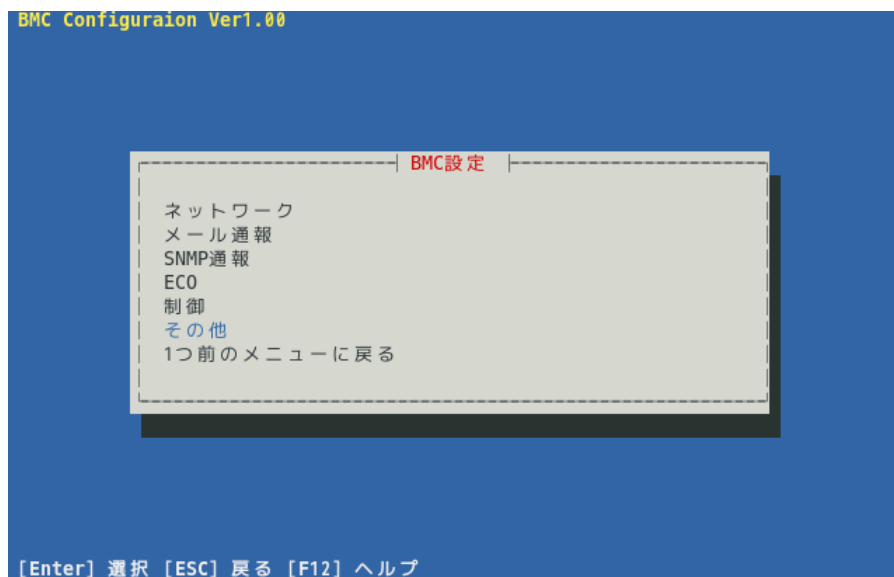 BMC Configuraion Ver1.00
BMC設定
ネットワーク
メール通報
SNMP通報
ECO
制御
その他
1つ前のメニューに戻る
[Enter] 選択 [ESC] 戻る [F12] ヘルプ